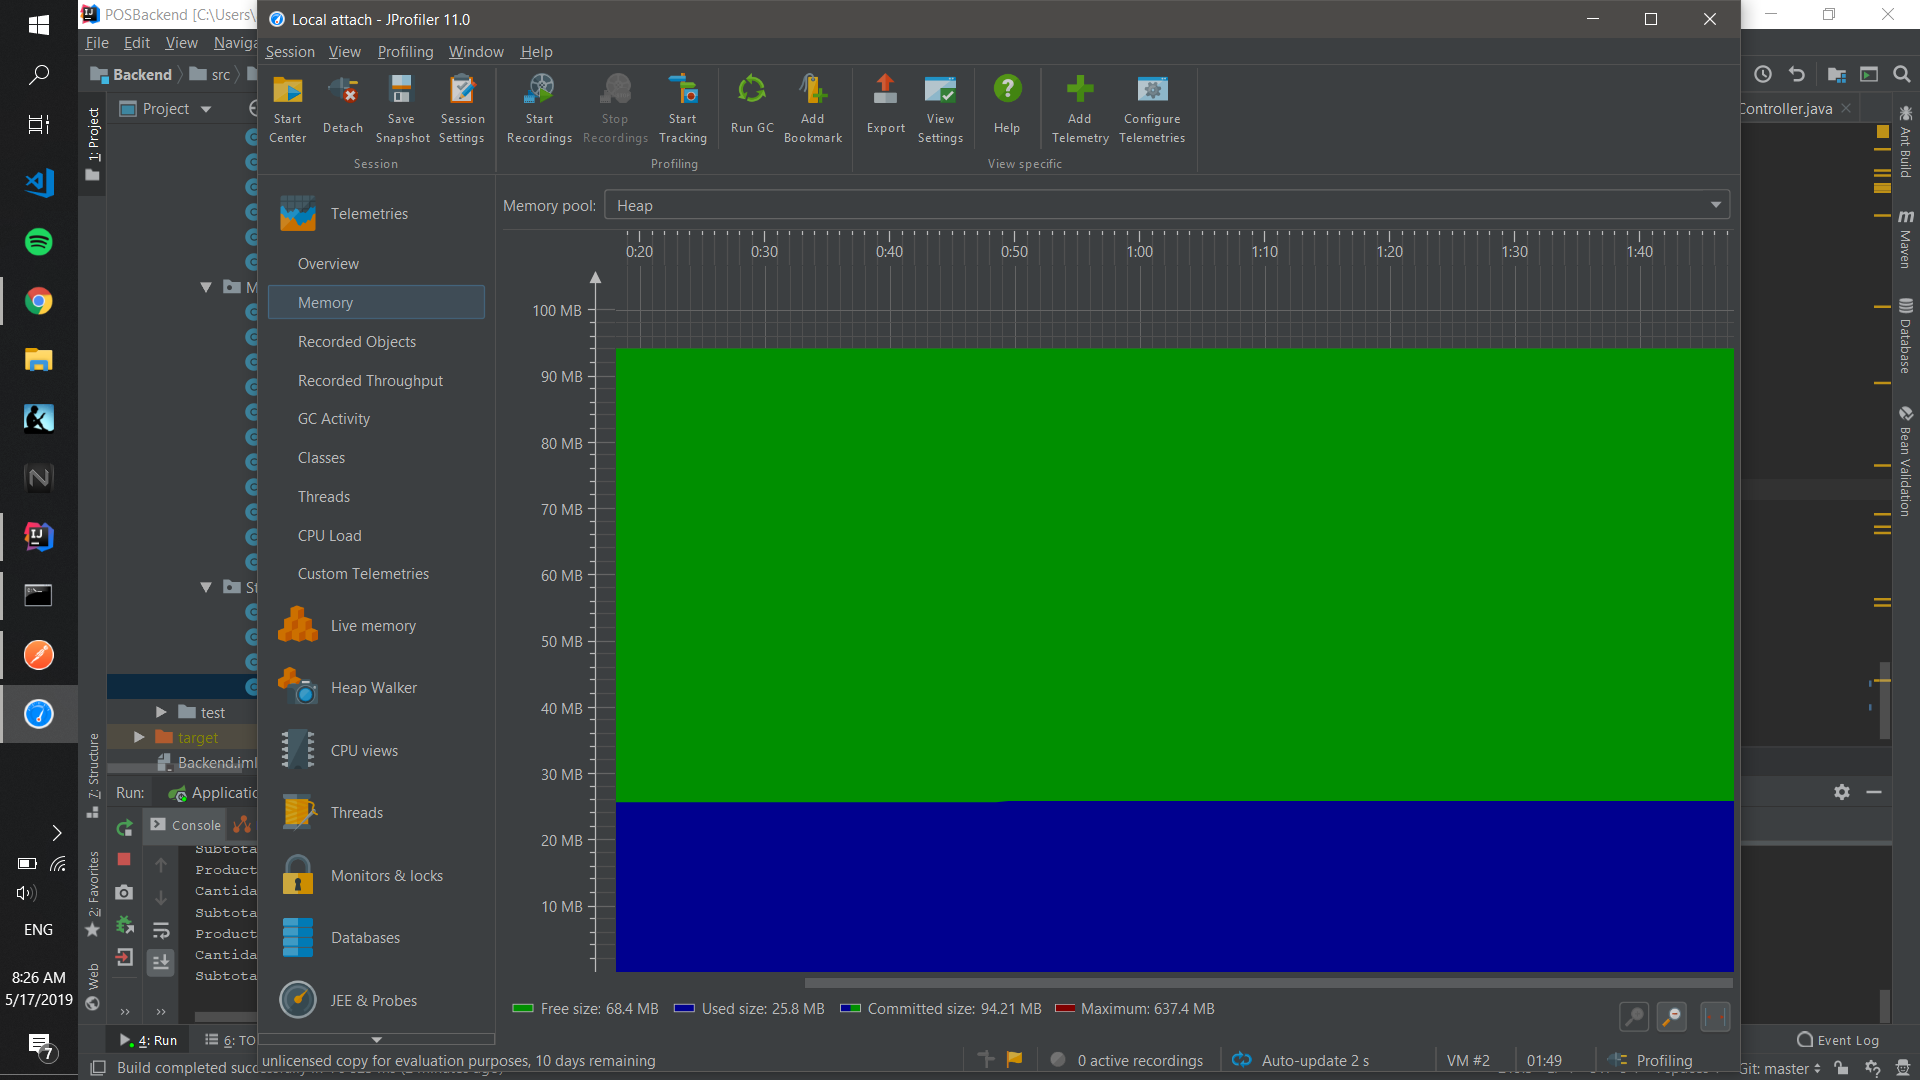 POSBackend [C:\Users\
Local attach - JProfiler 11.0
File Edit View Naviga
Session View Profiling Window Help
Backend src
Project
1: Project
Start Center
Detach
Save Snapshot
Session Settings
Session
Start Recordings
Stop Recordings
Start Tracking
Run GC
Add Bookmark
Profiling
Export
View Settings
Help
Add Telemetry
Configure Telemetries
View specific
Controller.java
Ant Build
Maven
Database
Bean Validation
Telemetries
Overview
Memory
Recorded Objects
Recorded Throughput
GC Activity
Classes
Threads
CPU Load
Custom Telemetries
Live memory
Heap Walker
CPU views
Threads
Monitors & locks
Databases
JEE & Probes
Memory pool: Heap
0:20 0:30 0:40 0:50 1:00 1:10 1:20 1:30 1:40
100 MB
90 MB
80 MB
70 MB
60 MB
50 MB
40 MB
30 MB
20 MB
10 MB
Free size: 68.4 MB Used size: 25.8 MB Committed size: 94.21 MB Maximum: 637.4 MB
unlicensed copy for evaluation purposes, 10 days remaining
0 active recordings
Auto-update 2 s
VM #2
01:49
Profiling
M
St
test
target
Backend.iml
7: Structure
2: Favorites
Web
Run: Applicatio
Console
Subtota
Product
Cantida
Subtota
Product
Cantida
Subtota
4: Run
6: TO
Event Log
Build completed succ
Git: master
ENG
8:26 AM
5/17/2019
7